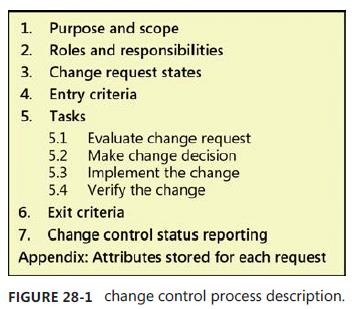 1. Purpose and scope
2. Roles and responsibilities
3. Change request states
4. Entry criteria
5. Tasks
5.1 Evaluate change request
5.2 Make change decision
5.3 Implement the change
5.4 Verify the change
6. Exit criteria
7. Change control status reporting
Appendix: Attributes stored for each request
FIGURE 28-1 change control process description.